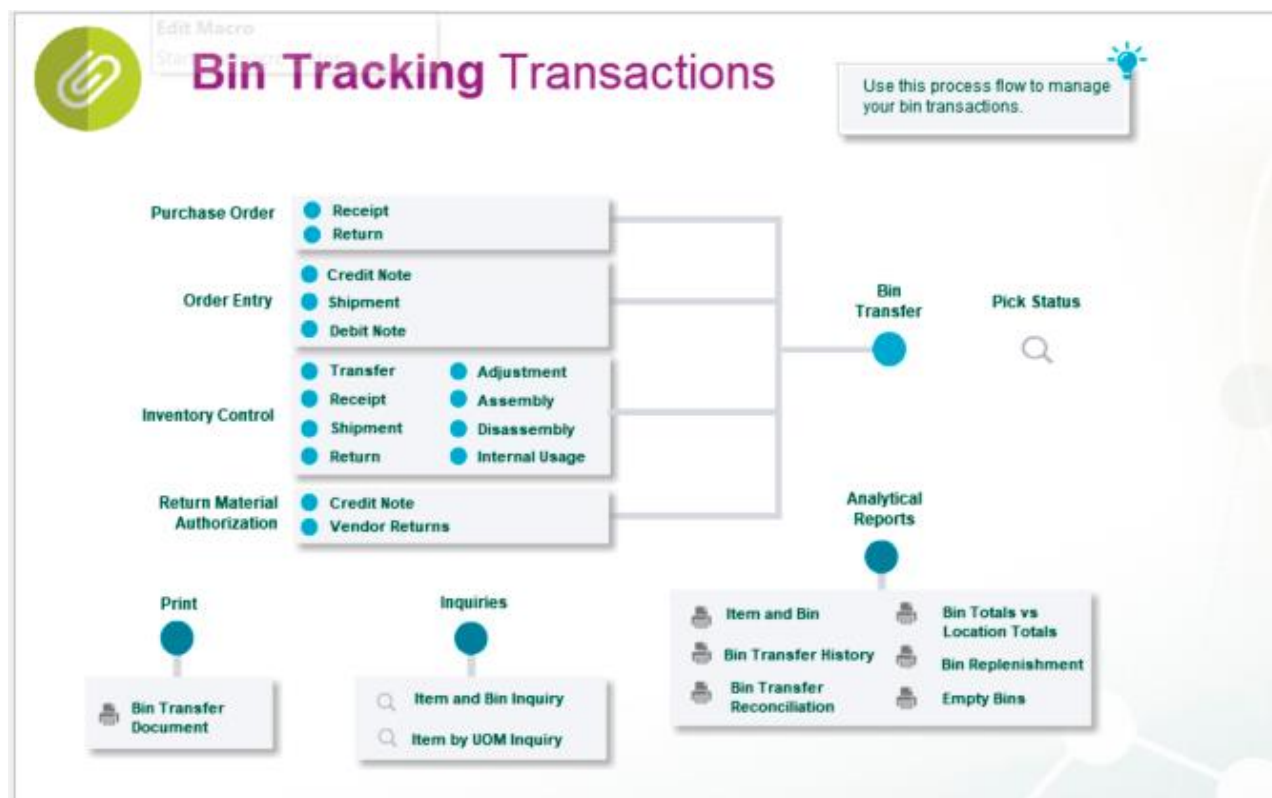 Edit Macro
Bin Tracking Transactions
Use this process flow to manage
your bin transactions.
Purchase Order
Receipt
Return
Order Entry
Credit Note
Shipment
Debit Note
Inventory Control
Transfer
Receipt
Shipment
Return
Adjustment
Assembly
Disassembly
Internal Usage
Return Material
Authorization
Credit Note
Vendor Returns
Bin
Transfer
Pick Status
Print
Bin Transfer
Document
Inquiries
Item and Bin Inquiry
Item by UOM Inquiry
Analytical
Reports
Item and Bin
Bin Transfer History
Bin Transfer
Reconciliation
Bin Totals vs
Location Totals
Bin Replenishment
Empty Bins